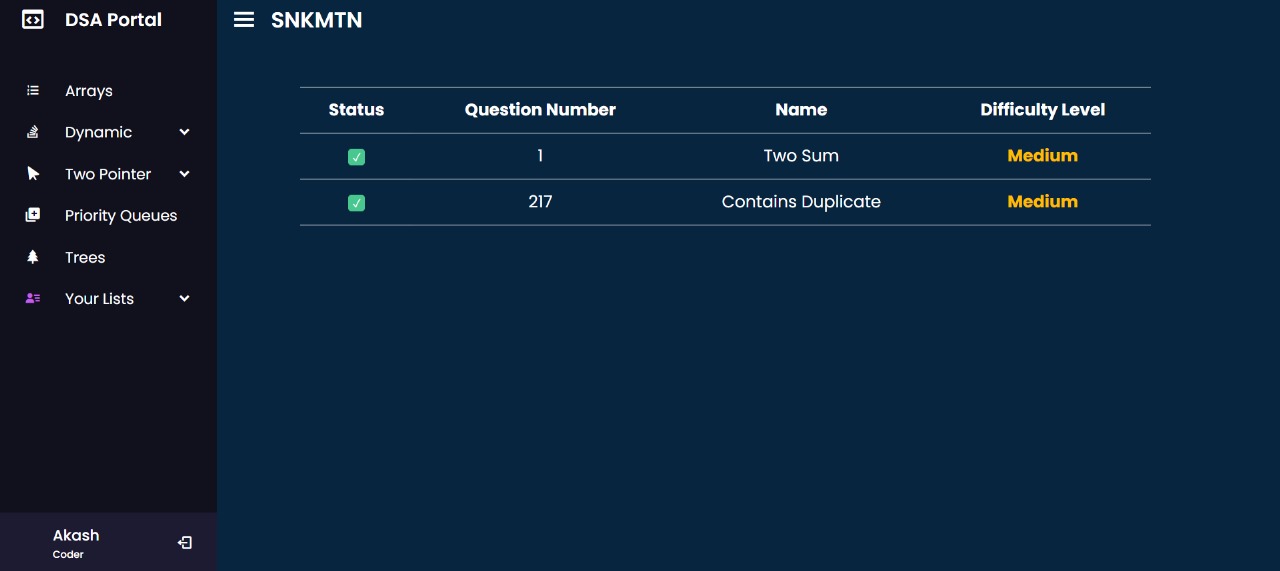 DSA Portal
SNKMTN
Arrays
Dynamic
Two Pointer
Priority Queues
Trees
Your Lists
Status Question Number Name Difficulty Level
1 Two Sum Medium
217 Contains Duplicate Medium
Akash
Coder